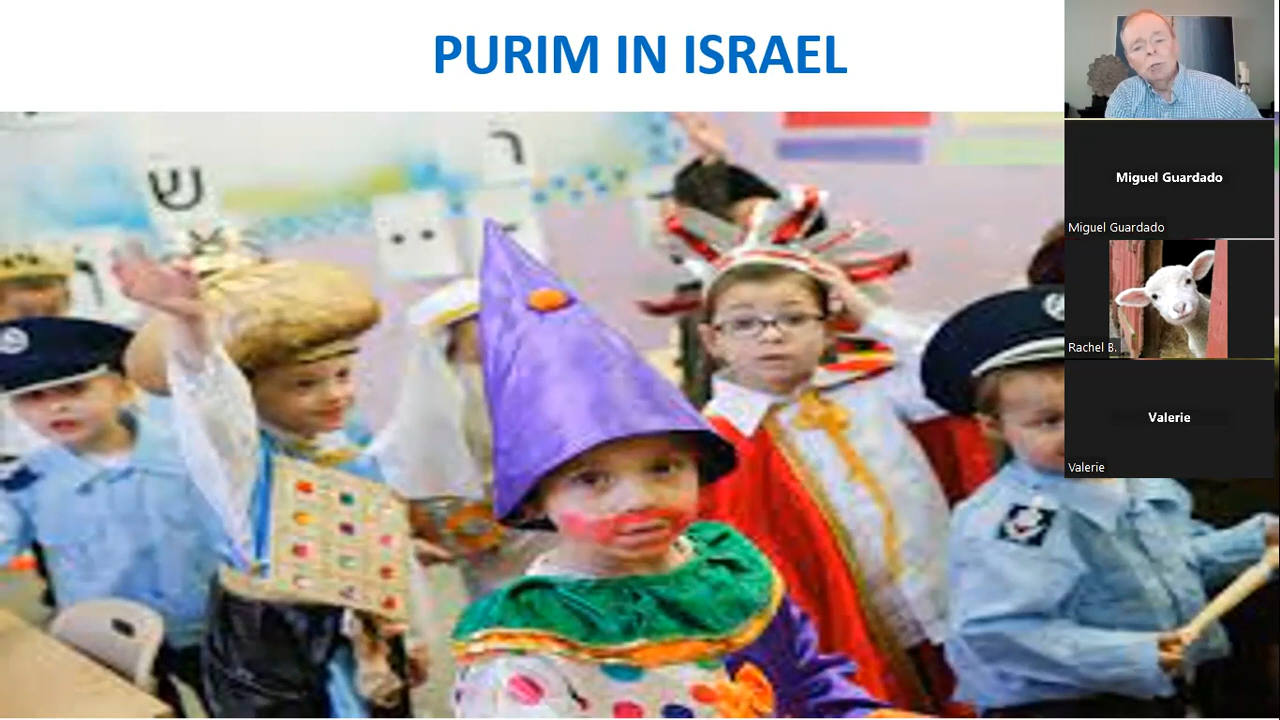 PURIM IN ISRAEL
ר
ש
Miguel Guardado
Miguel Guardado
Rachel B.
Valerie
Valerie